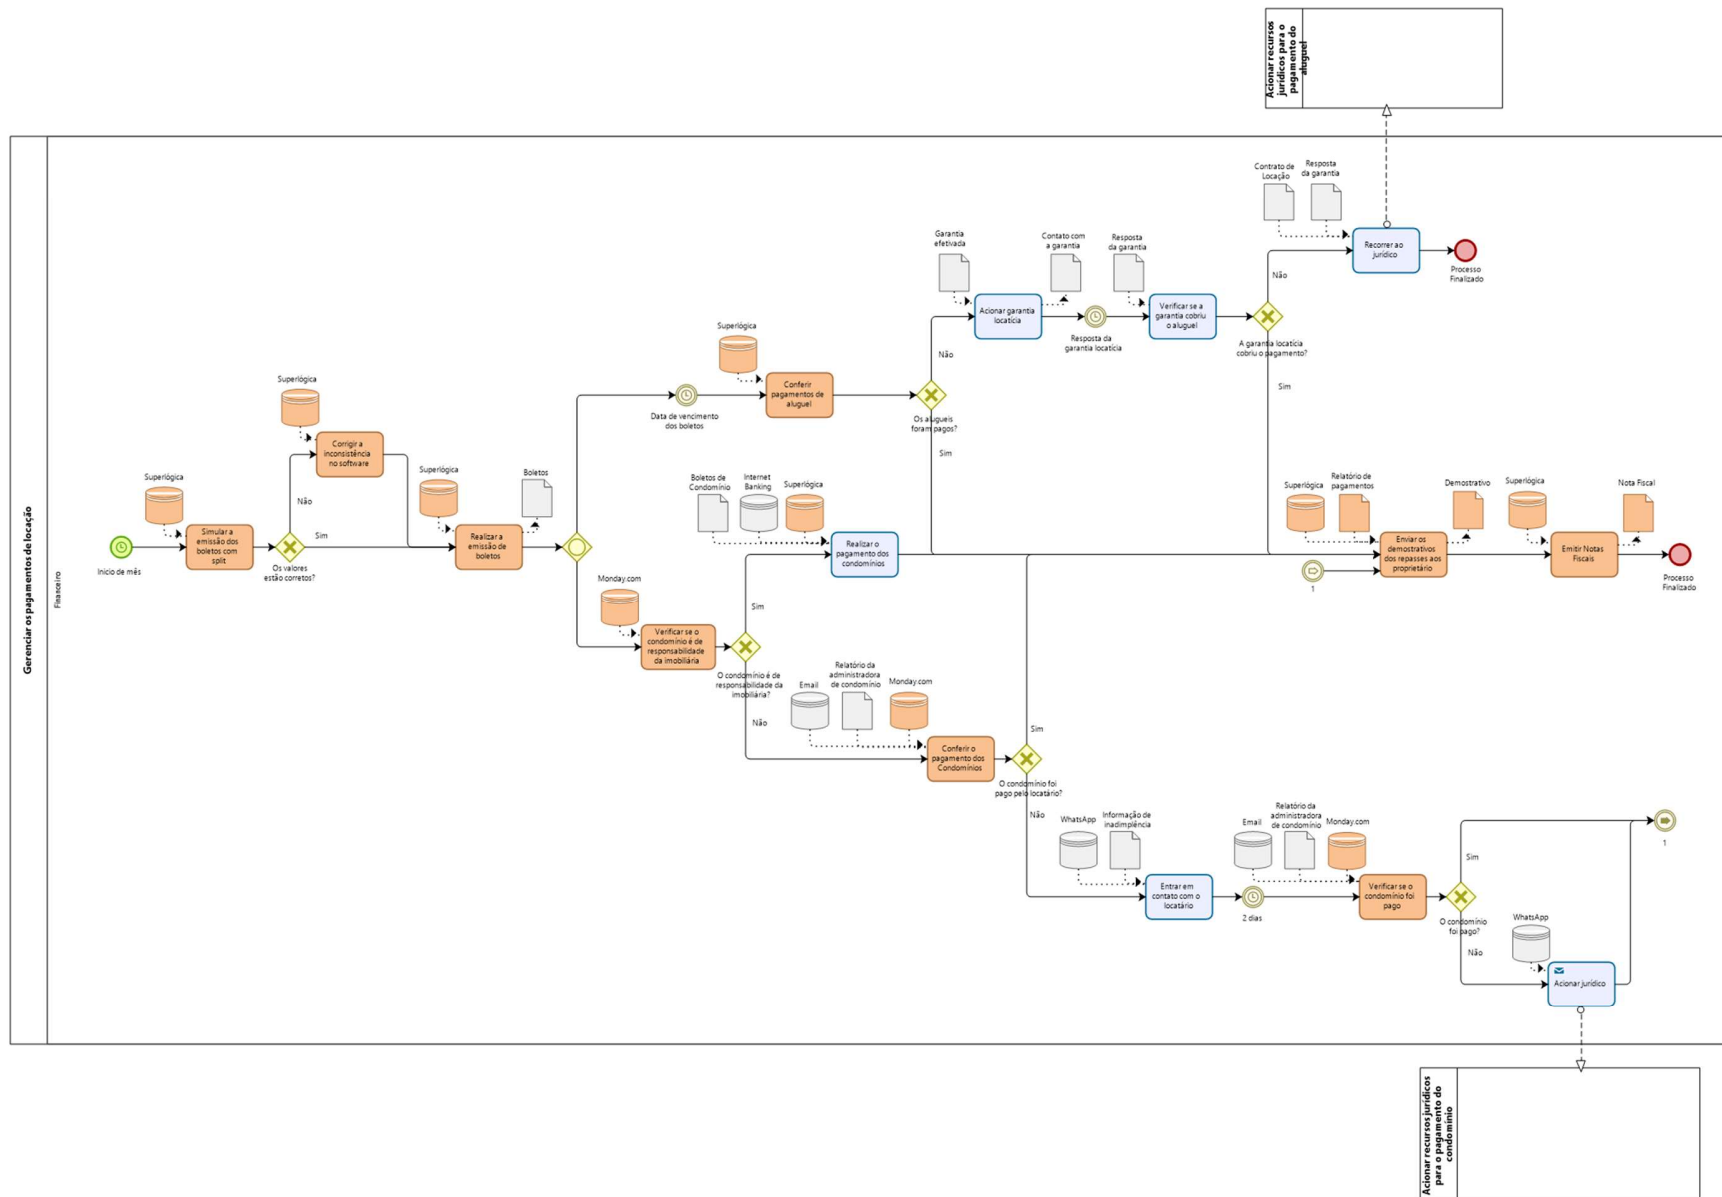 Acionar recursos
jurídicos para o
pagamento do
aluguel
Gerenciar os pagamentos de locação
Financeiro
Inicio de mês
Superlógica
Simular a
emissão dos
boletos com
split
Os valores
estão corretos?
Não
Sim
Superlógica
Corrigir a
inconsistência
no software
Superlógica
Realizar a
emissão de
boletos
Boletos
Data de vencimento
dos boletos
Superlógica
Conferir
pagamentos de
aluguel
Os alugueis
foram pagos?
Não
Sim
Garantia
efetivada
Acionar garantia
locatícia
Contato com
a garantia
Resposta da
garantia locatícia
Resposta
da garantia
Verificar se a
garantia cobriu
o aluguel
A garantia locatícia
cobriu o pagamento?
Não
Sim
Contrato de
Locação
Resposta
da garantia
Recorrer ao
jurídico
Processo
Finalizado
Monday.com
Verificar se o
condomínio é de
responsabilidade
da imobiliária
O condomínio é de
responsabilidade da
imobiliária?
Sim
Não
Boletos de
Condomínio
Internet
Banking
Superlógica
Realizar o
pagamento dos
condomínios
Email
Relatório da
administradora
de condomínio
Monday.com
Conferir o
pagamento dos
Condomínios
O condomínio foi
pago pelo locatário?
Sim
Não
Superlógica
Relatório de
pagamentos
Enviar os
demostrativos
dos repasses aos
proprietário
Demostrativo
1
Superlógica
Emitir Notas
Fiscais
Nota Fiscal
Processo
Finalizado
WhatsApp
Informação de
inadimplência
Entrar em
contato com o
locatário
2 dias
Email
Relatório da
administradora
de condomínio
Monday.com
Verificar se o
condomínio foi
pago
O condomínio
foi pago?
Sim
Não
WhatsApp
Acionar jurídico
1
Acionar recursos jurídicos
para o pagamento do
condomínio